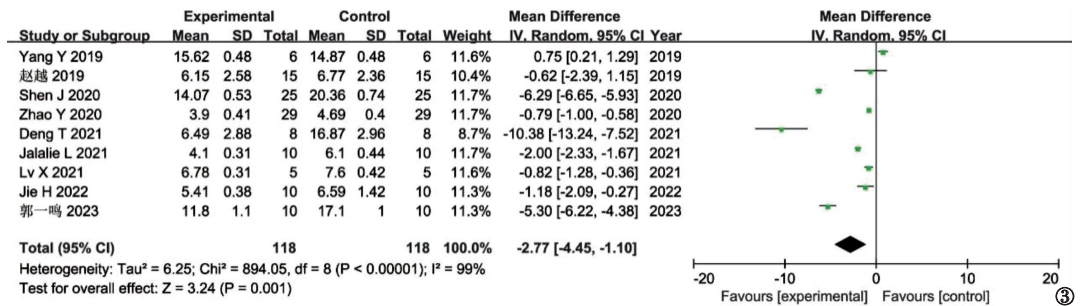 Experimental Control Mean Difference Mean Difference
Study or Subgroup Mean SD Total Mean SD Total Weight IV, Random, 95% CI Year IV, Random, 95% CI
Yang Y 2019 15.62 0.48 6 14.87 0.48 6 11.6% 0.75 [0.21, 1.29] 2019
赵越 2019 6.15 2.58 15 6.77 2.36 15 10.4% -0.62 [-2.39, 1.15] 2019
Shen J 2020 14.07 0.53 25 20.36 0.74 25 11.7% -6.29 [-6.65, -5.93] 2020
Zhao Y 2020 3.9 0.41 29 4.69 0.4 29 11.7% -0.79 [-1.00, -0.58] 2020
Deng T 2021 6.49 2.88 8 16.87 2.96 8 8.7% -10.38 [-13.24, -7.52] 2021
Jalalie L 2021 4.1 0.31 10 6.1 0.44 10 11.7% -2.00 [-2.33, -1.67] 2021
Lv X 2021 6.78 0.31 5 7.6 0.42 5 11.7% -0.82 [-1.28, -0.36] 2021
Jie H 2022 5.41 0.38 10 6.59 1.42 10 11.3% -1.18 [-2.09, -0.27] 2022
郭一鸣 2023 11.8 1.1 10 17.1 1 10 11.3% -5.30 [-6.22, -4.38] 2023
Total (95% CI) 118 118 100.0% -2.77 [-4.45, -1.10]
Heterogeneity: Tau² = 6.25; Chi² = 894.05, df = 8 (P < 0.00001); I² = 99%
Test for overall effect: Z = 3.24 (P = 0.001)
-20 -10 0 10 20
Favours [experimental] Favours [control]
③